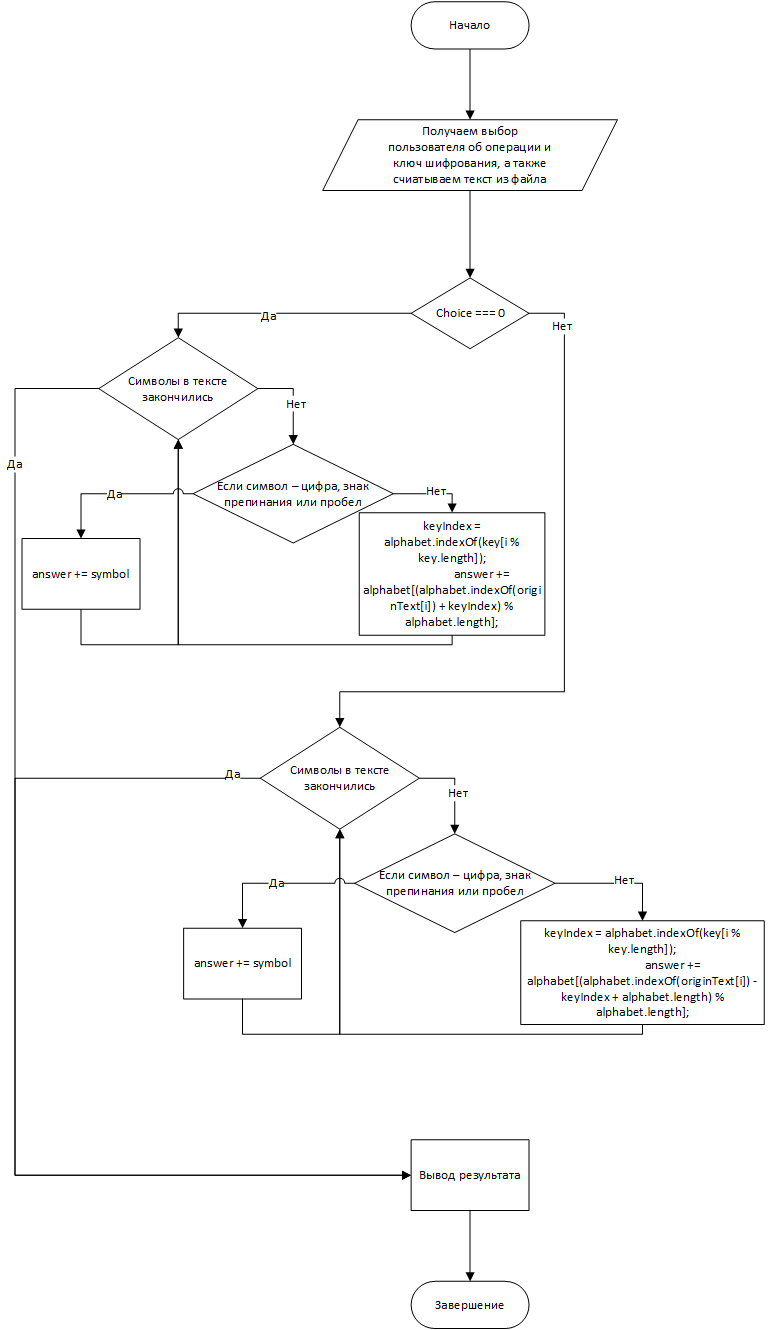 Начало
Получаем выбор
пользователя об операции и
ключ шифрования, а также
счиатываем текст из файла
Choice === 0
Да
Нет
Символы в тексте
закончились
Нет
Да
Если символ – цифра, знак
препинания или пробел
Да
Нет
answer += symbol
keyIndex =
alphabet.indexOf(key[i %
key.length]);
answer +=
alphabet[(alphabet.indexOf(origi
nText[i]) + keyIndex) %
alphabet.length];
Символы в тексте
закончились
Да
Нет
Если символ – цифра, знак
препинания или пробел
Да
Нет
answer += symbol
keyIndex = alphabet.indexOf(key[i %
key.length]);
answer +=
alphabet[(alphabet.indexOf(originText[i]) -
keyIndex + alphabet.length) %
alphabet.length];
Вывод результата
Завершение